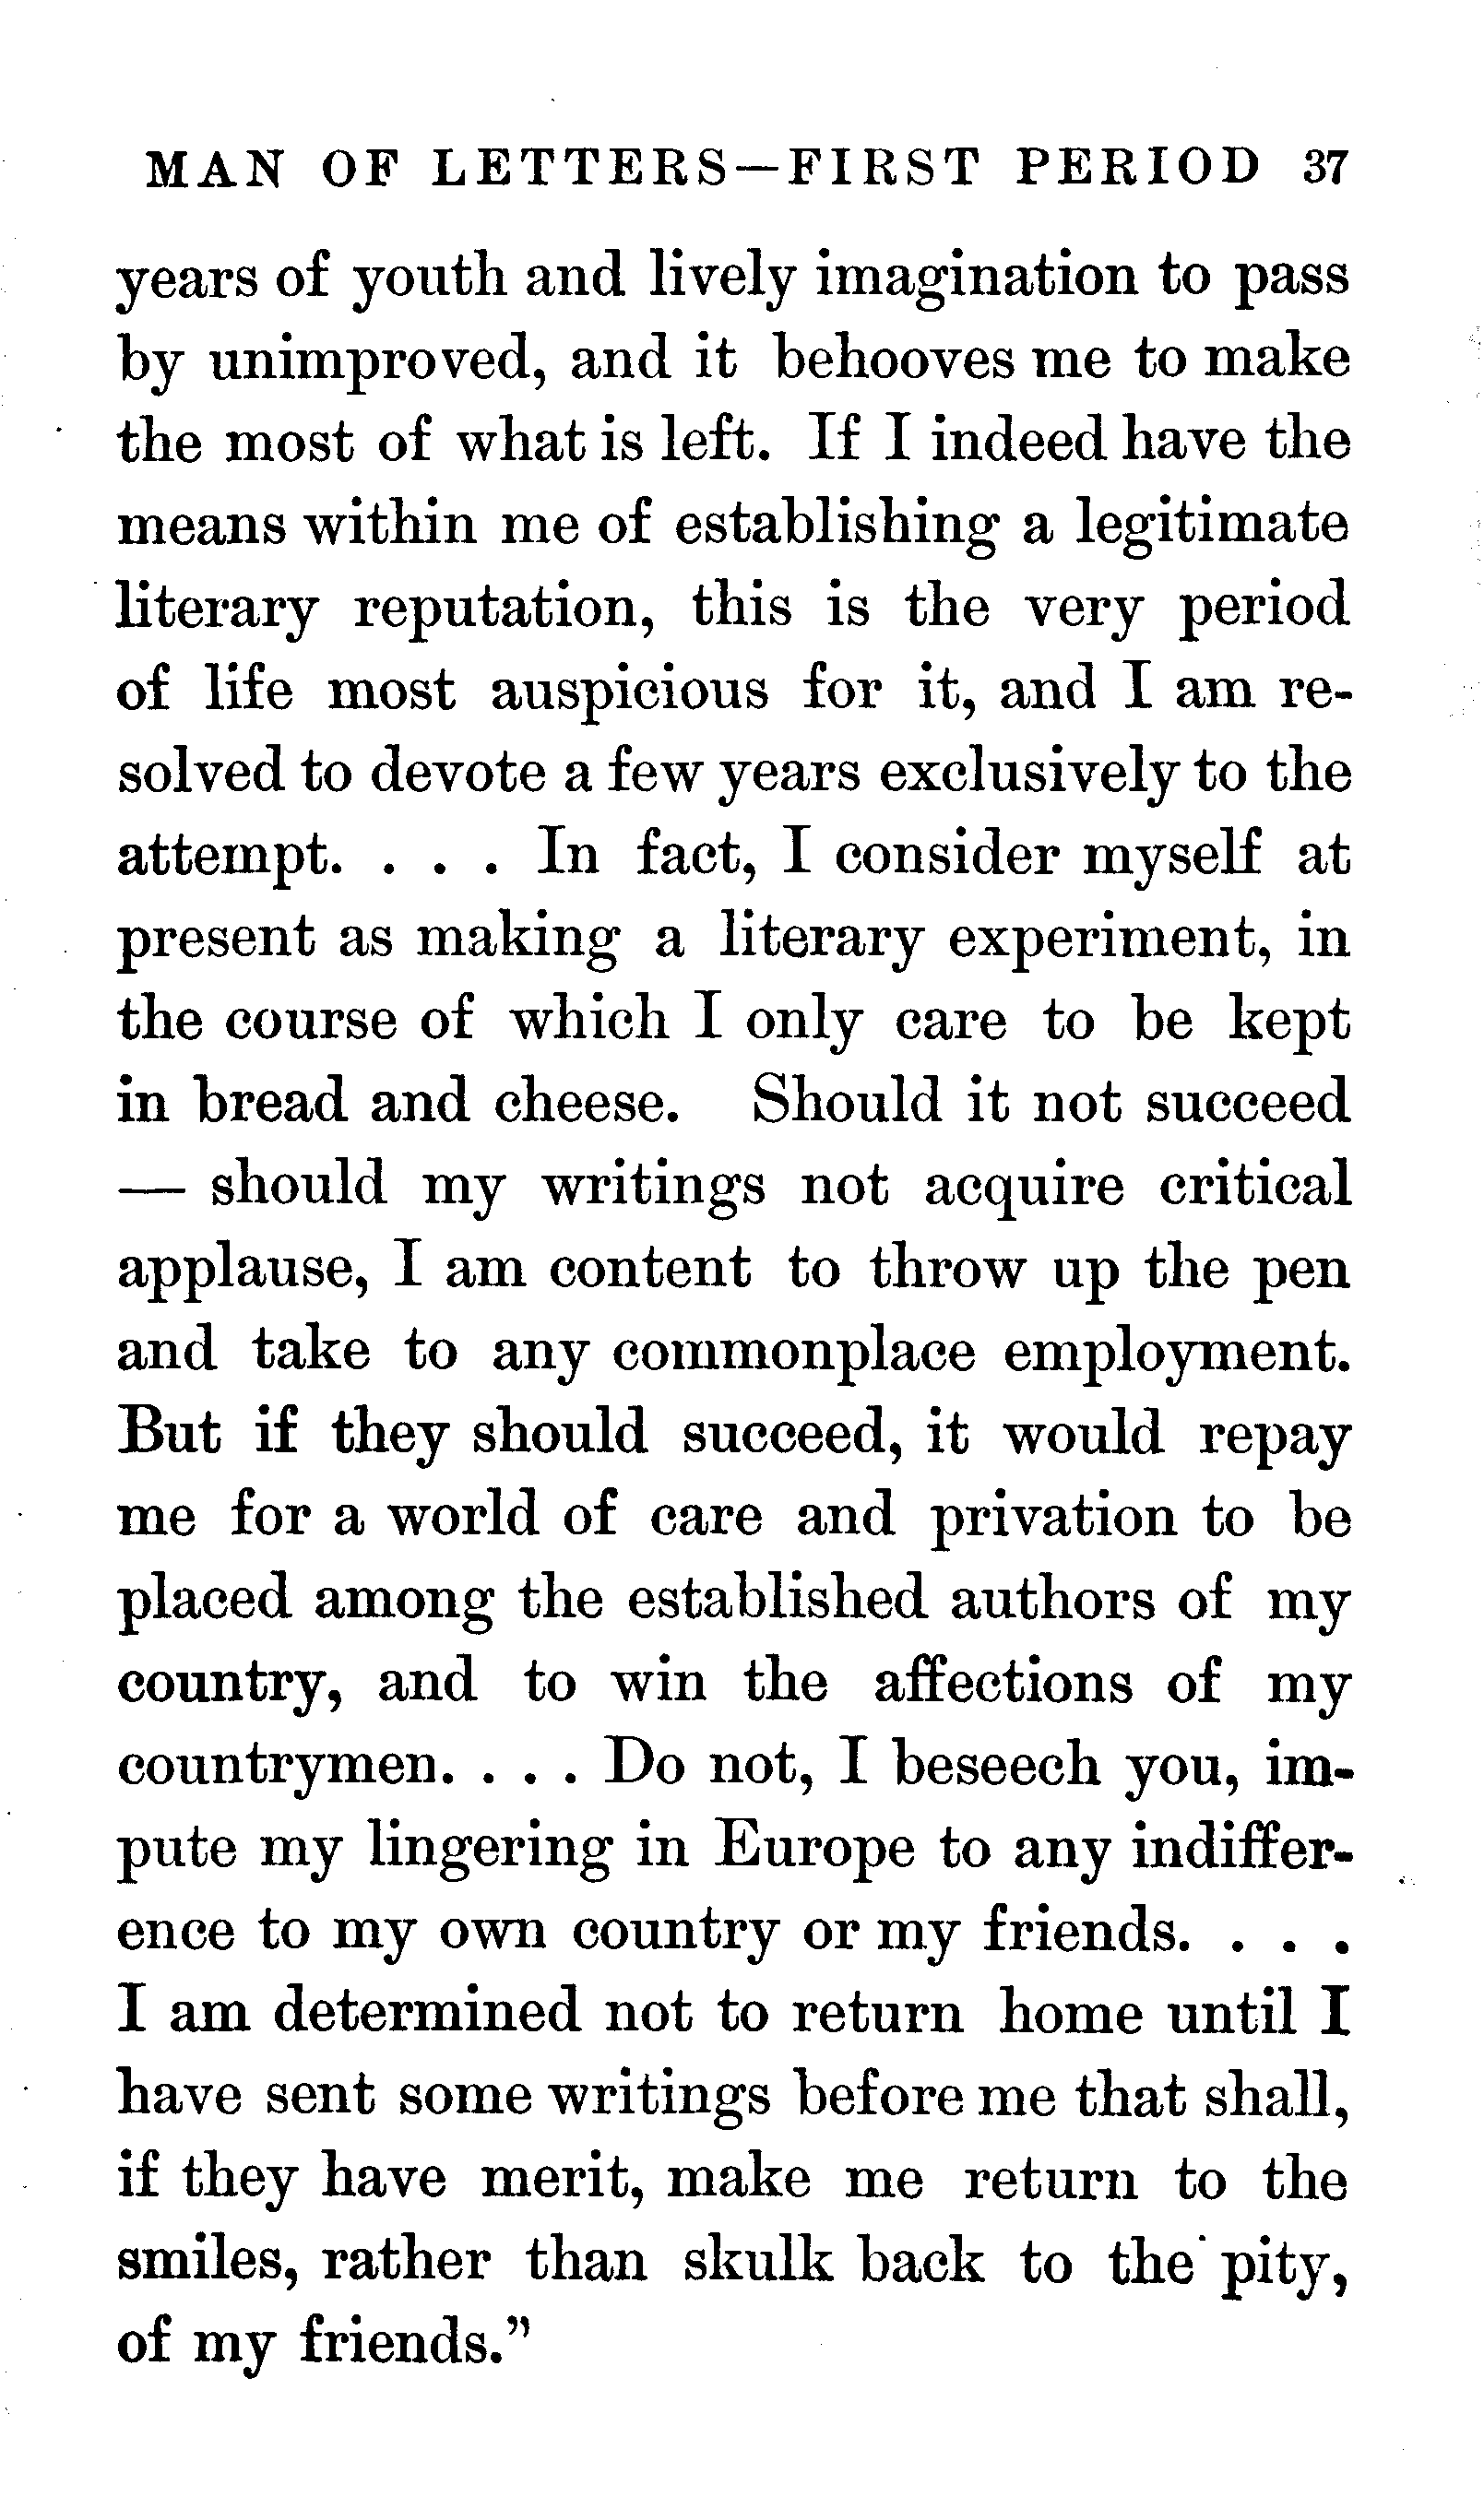 MAN OF LETTERS—FIRST PERIOD 37
years of youth and lively imagination to pass
by unimproved, and it behooves me to make
the most of what is left. If I indeed have the
means within me of establishing a legitimate
literary reputation, this is the very period
of life most auspicious for it, and I am re-
solved to devote a few years exclusively to the
attempt. . . . In fact, I consider myself at
present as making a literary experiment, in
the course of which I only care to be kept
in bread and cheese. Should it not succeed
— should my writings not acquire critical
applause, I am content to throw up the pen
and take to any commonplace employment.
But if they should succeed, it would repay
me for a world of care and privation to be
placed among the established authors of my
country, and to win the affections of my
countrymen. . . . Do not, I beseech you, im-
pute my lingering in Europe to any indiffer-
ence to my own country or my friends. . . .
I am determined not to return home until I
have sent some writings before me that shall,
if they have merit, make me return to the
smiles, rather than skulk back to the pity,
of my friends."